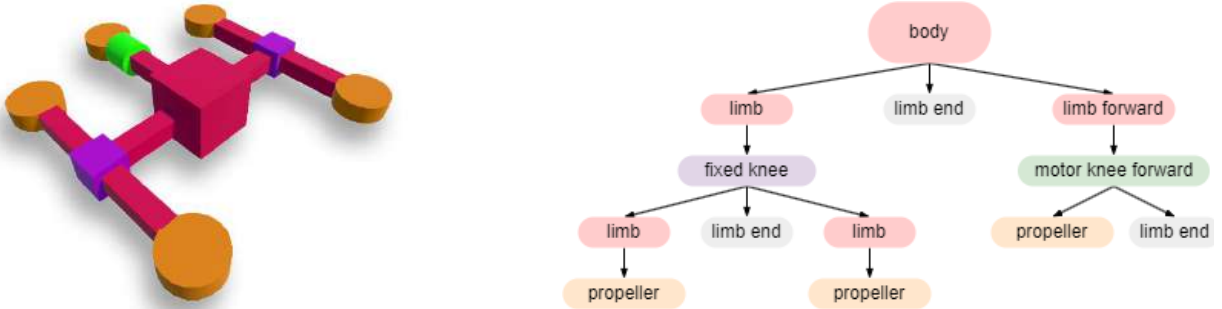 body
limb
limb end
limb forward
fixed knee
motor knee forward
limb
limb end
limb
propeller
limb end
propeller
propeller